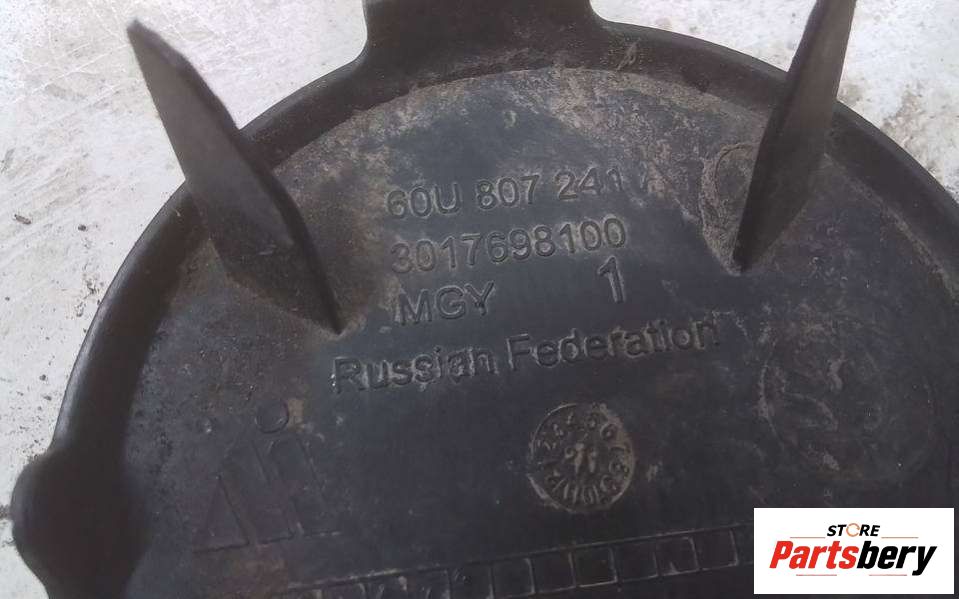 60U 807 241
3017698100
MGY 1
Russian Federation
STORE
Partsbery